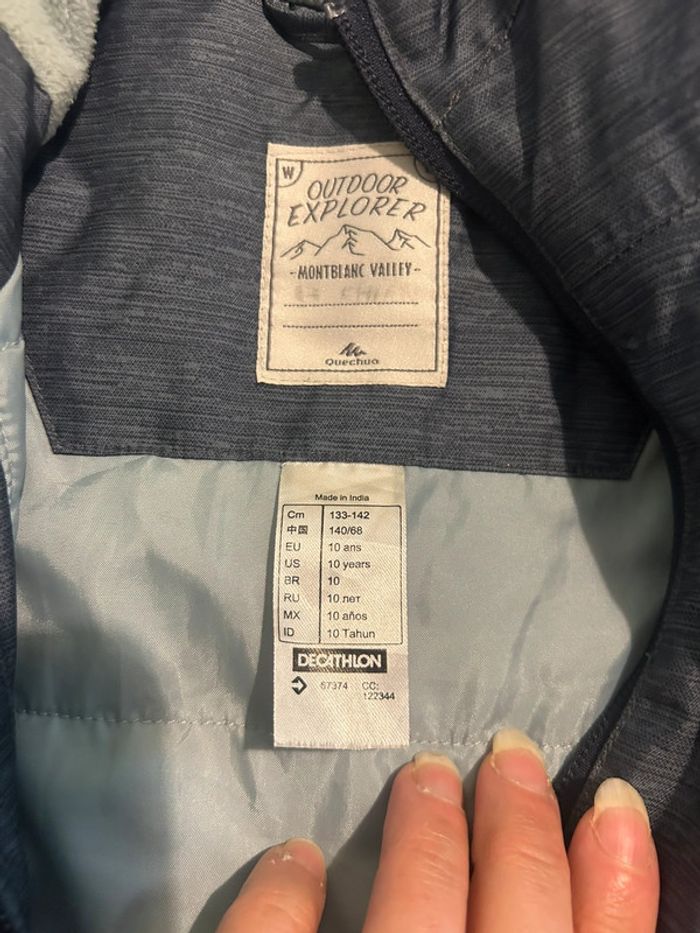 W
OUTDOOR
EXPLORER
-MONTBLANC VALLEY-
Quechua
Made in India
Cm 133-142
中国 140/68
EU 10 ans
US 10 years
BR 10
RU 10 лет
MX 10 años
ID 10 Tahun
DECATHLON
67374 CC:
122344